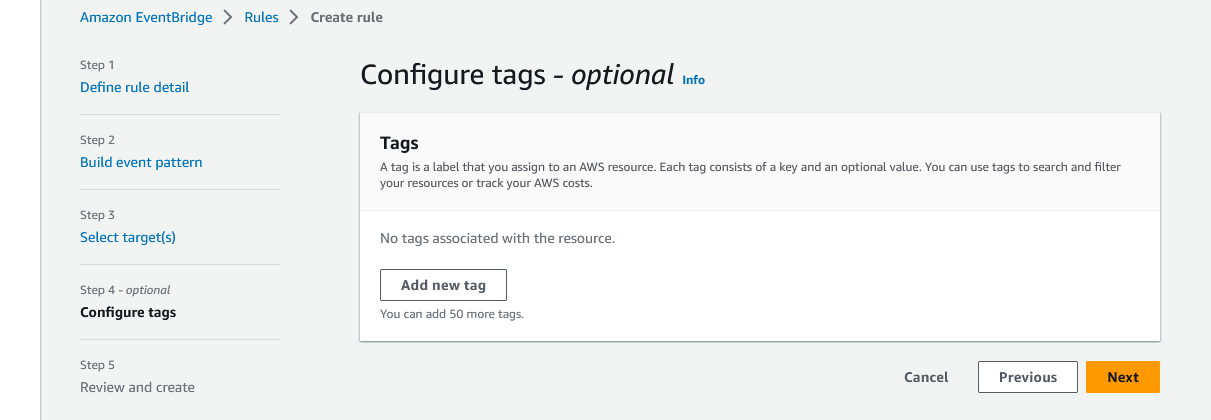 Amazon EventBridge > Rules > Create rule
Step 1
Define rule detail
Step 2
Build event pattern
Step 3
Select target(s)
Step 4 - optional
Configure tags
Step 5
Review and create
Configure tags - optional Info
Tags
A tag is a label that you assign to an AWS resource. Each tag consists of a key and an optional value. You can use tags to search and filter
your resources or track your AWS costs.
No tags associated with the resource.
Add new tag
You can add 50 more tags.
Cancel Previous Next